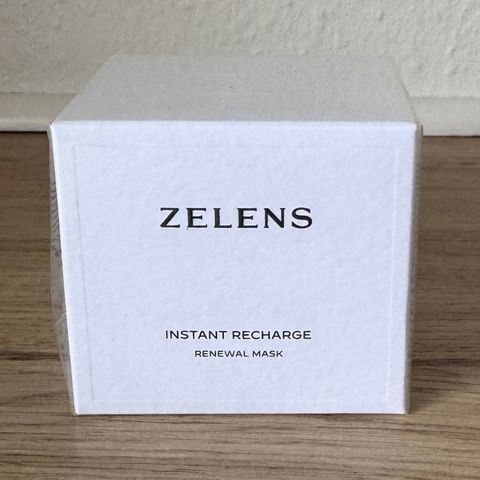 ZELENS
INSTANT RECHARGE
RENEWAL MASK